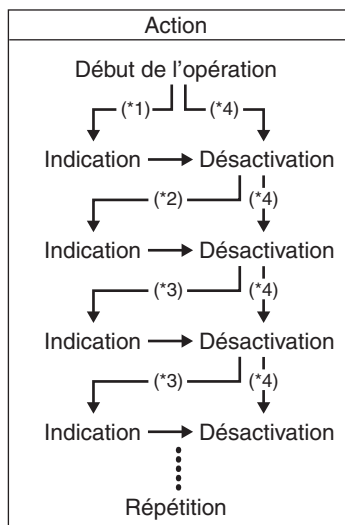 Action
Début de l'opération
(*1) (*4)
Indication Désactivation
(*2) (*4)
Indication Désactivation
(*3) (*4)
Indication Désactivation
(*3) (*4)
Indication Désactivation
Répétition